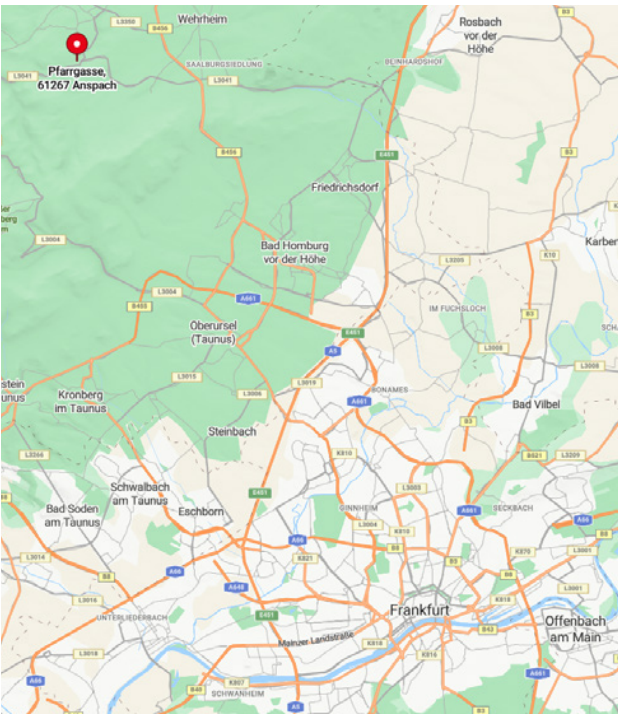 Rosbach
vor der
Höhe
B3
L3350
Wehrheim
B456
Pfarrgasse,
61267 Anspach
SAALBURGSIEDLUNG
BEINHARDSHOF
L3041
L3041
B456
E451
B3
Friedrichsdorf
L3004
Bad Homburg
vor der Höhe
Karben
K10
L3205
L3004
A661
B455
IM FUCHSLOCH
B3
Oberursel
(Taunus)
E451
A5
L3008
L3008
L3015
L3019
L3006
Kronberg
im Taunus
BONAMES
A661
Bad Vilbel
B3
Steinbach
L3266
K810
B521
L3209
Schwalbach
am Taunus
L3003
E451
Bad Soden
am Taunus
Eschborn
GINNHEIM
A661
SECKBACH
A66
L3004
K810
B8
A66
B8
K870
L3001
L3014
K821
B3
A66
B8
B8
A648
L3001
L3016
K818
Frankfurt
UNTERLIEDERBACH
E451
Offenbach
am Main
Mainzer Landstraße
B43
L3018
K818
K816
A66
K807
A661
B40
SCHWANHEIM
A5
B3